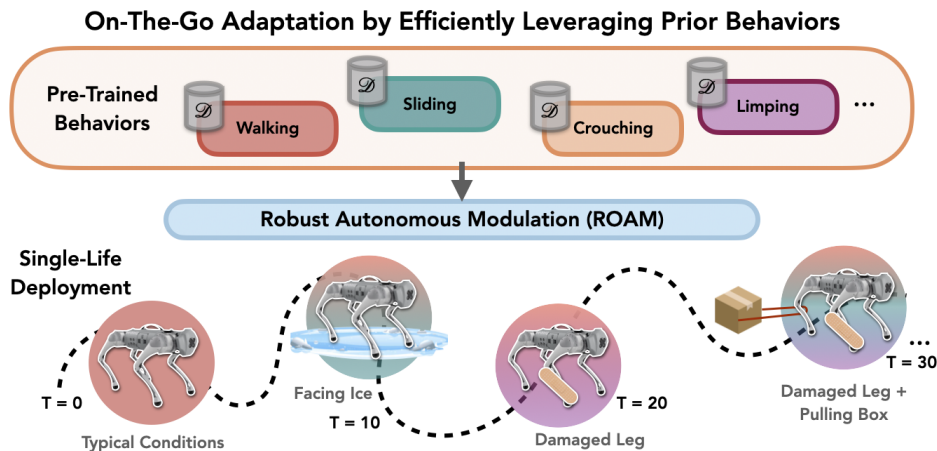 On-The-Go Adaptation by Efficiently Leveraging Prior Behaviors
Pre-Trained
Behaviors
𝒟
Walking
𝒟
Sliding
𝒟
Crouching
𝒟
Limping
...
Robust Autonomous Modulation (ROAM)
Single-Life
Deployment
T = 0
Typical Conditions
Facing Ice
T = 10
T = 20
Damaged Leg
T = 30
...
Damaged Leg +
Pulling Box